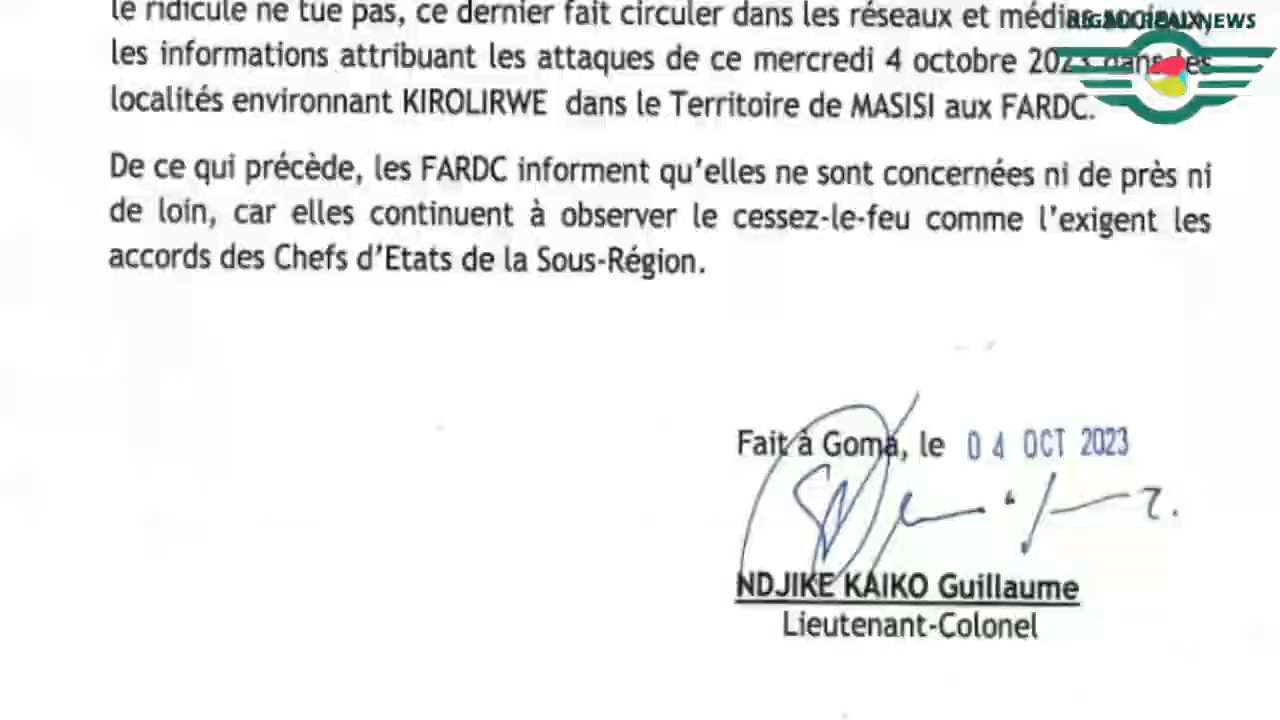 le ridicule ne tue pas, ce dernier fait circuler dans les réseaux et médias sociaux,
les informations attribuant les attaques de ce mercredi 4 octobre 2023 dans les
localités environnant KIROLIRWE dans le Territoire de MASISI aux FARDC.
De ce qui précède, les FARDC informent qu'elles ne sont concernées ni de près ni
de loin, car elles continuent à observer le cessez-le-feu comme l'exigent les
accords des Chefs d'Etats de la Sous-Région.
Fait à Goma, le 04 OCT 2023
NDJIKE KAIKO Guillaume
Lieutenant-Colonel
NEWS